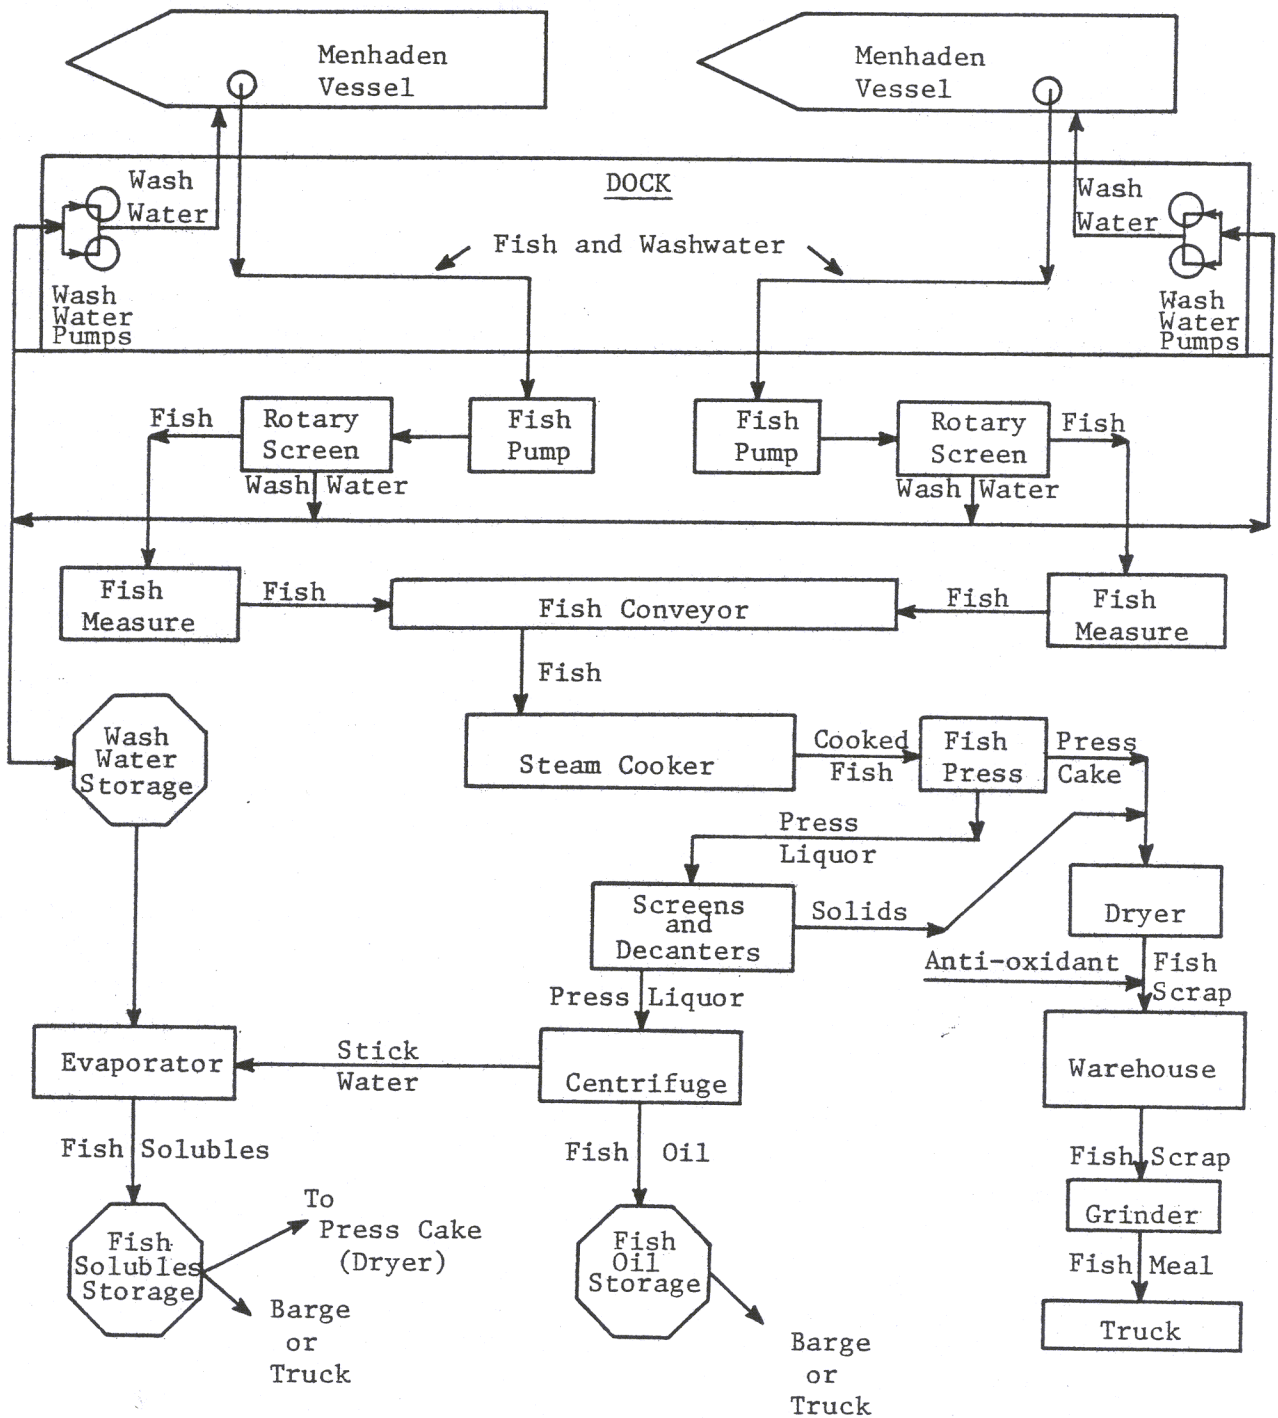 Menhaden
Vessel
Menhaden
Vessel
DOCK
Wash
Water
Wash
Water
Fish and Washwater
Wash
Water
Pumps
Wash
Water
Pumps
Fish
Rotary
Screen
Fish
Pump
Fish
Pump
Rotary
Screen
Fish
Wash Water
Wash Water
Fish
Measure
Fish
Fish Conveyor
Fish
Fish
Measure
Fish
Wash
Water
Storage
Steam Cooker
Cooked
Fish
Fish
Press
Press
Cake
Press
Liquor
Screens
and
Decanters
Solids
Dryer
Anti-oxidant
Fish
Scrap
Press Liquor
Evaporator
Stick
Water
Centrifuge
Warehouse
Fish Solubles
Fish Oil
Fish Scrap
Grinder
To
Press Cake
(Dryer)
Fish
Solubles
Storage
Fish
Oil
Storage
Fish Meal
Barge
or
Truck
Truck
Barge
or
Truck